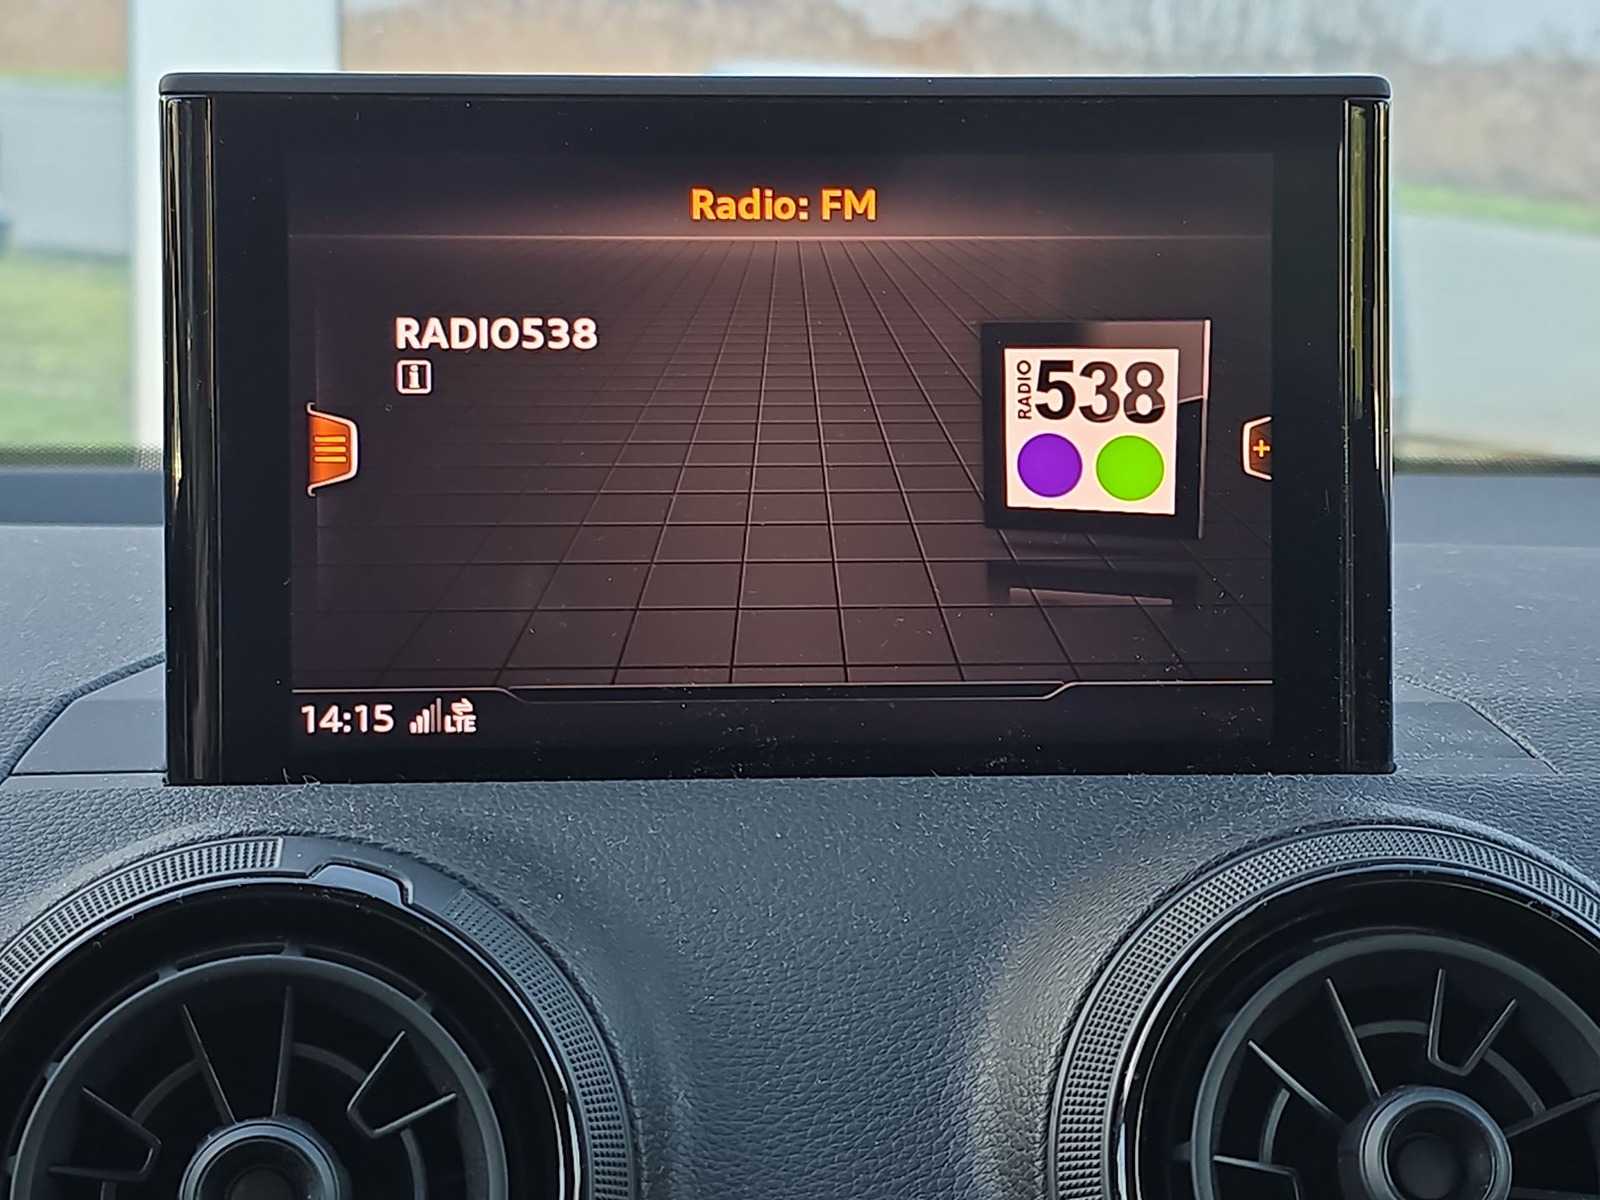 Radio: FM
RADIO538
i
RADIO
538
+
14:15 LTE